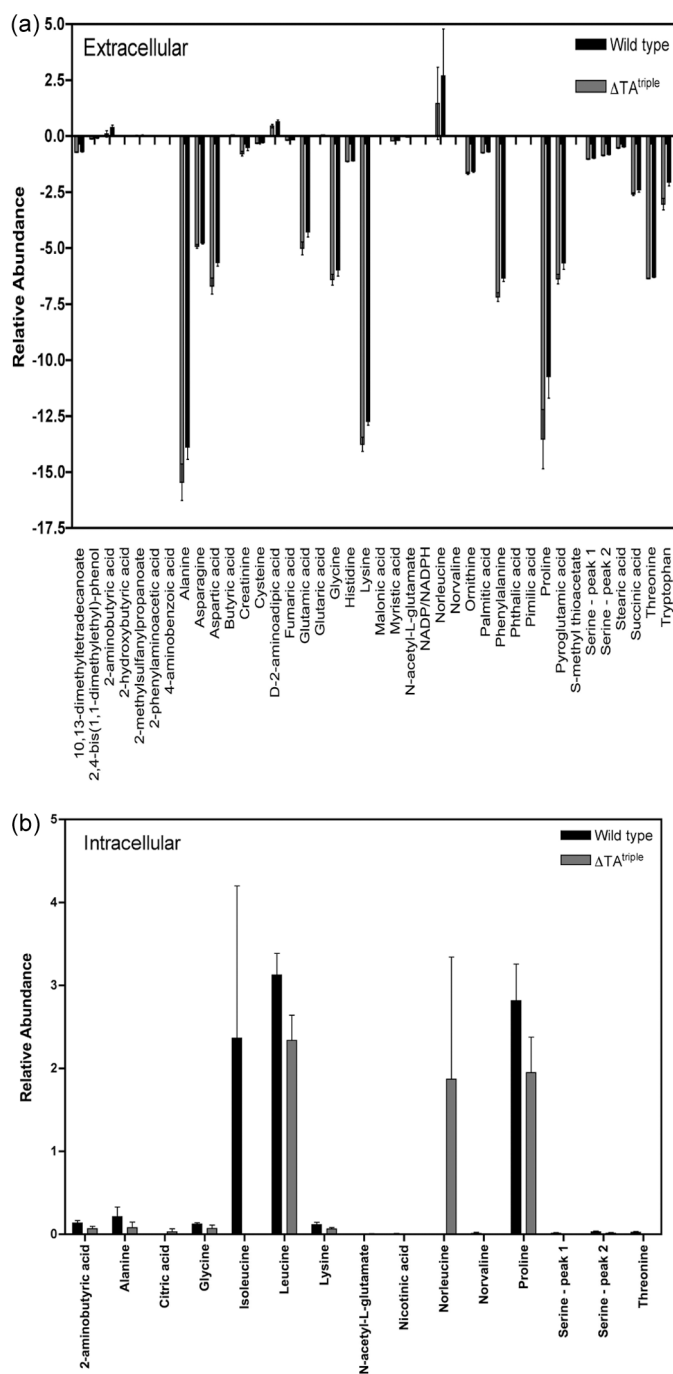 (a)
Extracellular
Wild type
ΔTAtriple
5.0
2.5
0.0
-2.5
-5.0
-7.5
-10.0
-12.5
-15.0
-17.5
Relative Abundance
10,13-dimethyltetradecanoate
2,4-bis(1,1-dimethylethyl)-phenol
2-aminobutyric acid
2-hydroxybutyric acid
2-methylsulfanylpropanoate
2-phenylaminoacetic acid
4-aminobenzoic acid
Alanine
Asparagine
Aspartic acid
Butyric acid
Creatinine
Cysteine
D-2-aminoadipic acid
Fumaric acid
Glutamic acid
Glutaric acid
Glycine
Histidine
Lysine
Malonic acid
Myristic acid
N-acetyl-L-glutamate
NADP/NADPH
Norleucine
Norvaline
Ornithine
Palmitic acid
Phenylalanine
Phthalic acid
Pimilic acid
Proline
Pyroglutamic acid
S-methyl thioacetate
Serine - peak 1
Serine - peak 2
Stearic acid
Succinic acid
Threonine
Tryptophan
(b)
Intracellular
Wild type
ΔTAtriple
5
4
3
2
1
0
Relative Abundance
2-aminobutyric acid
Alanine
Citric acid
Glycine
Isoleucine
Leucine
Lysine
N-acetyl-L-glutamate
Nicotinic acid
Norleucine
Norvaline
Proline
Serine - peak 1
Serine - peak 2
Threonine